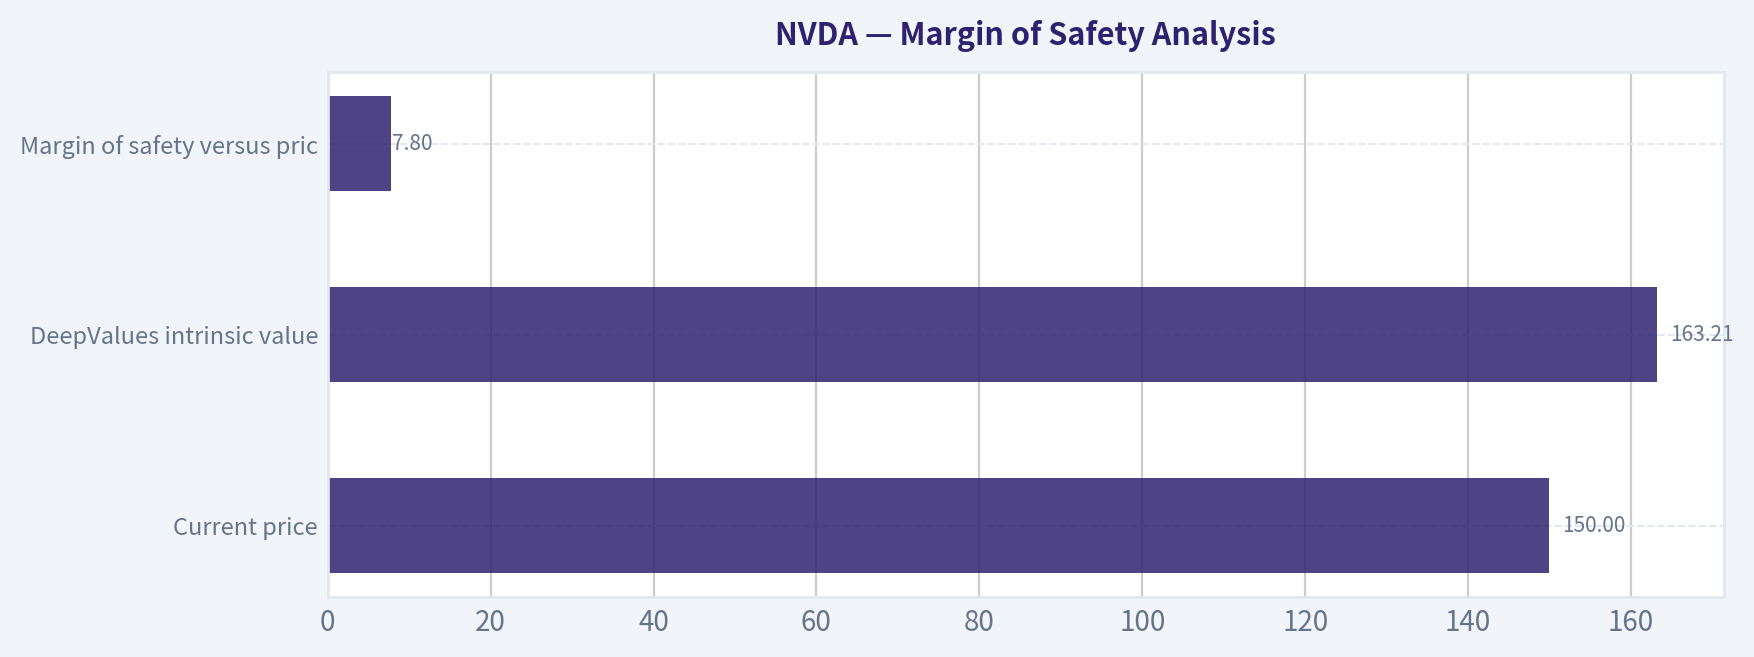 NVDA — Margin of Safety Analysis
Margin of safety versus pric
7.80
DeepValues intrinsic value
163.21
Current price
150.00
0 20 40 60 80 100 120 140 160